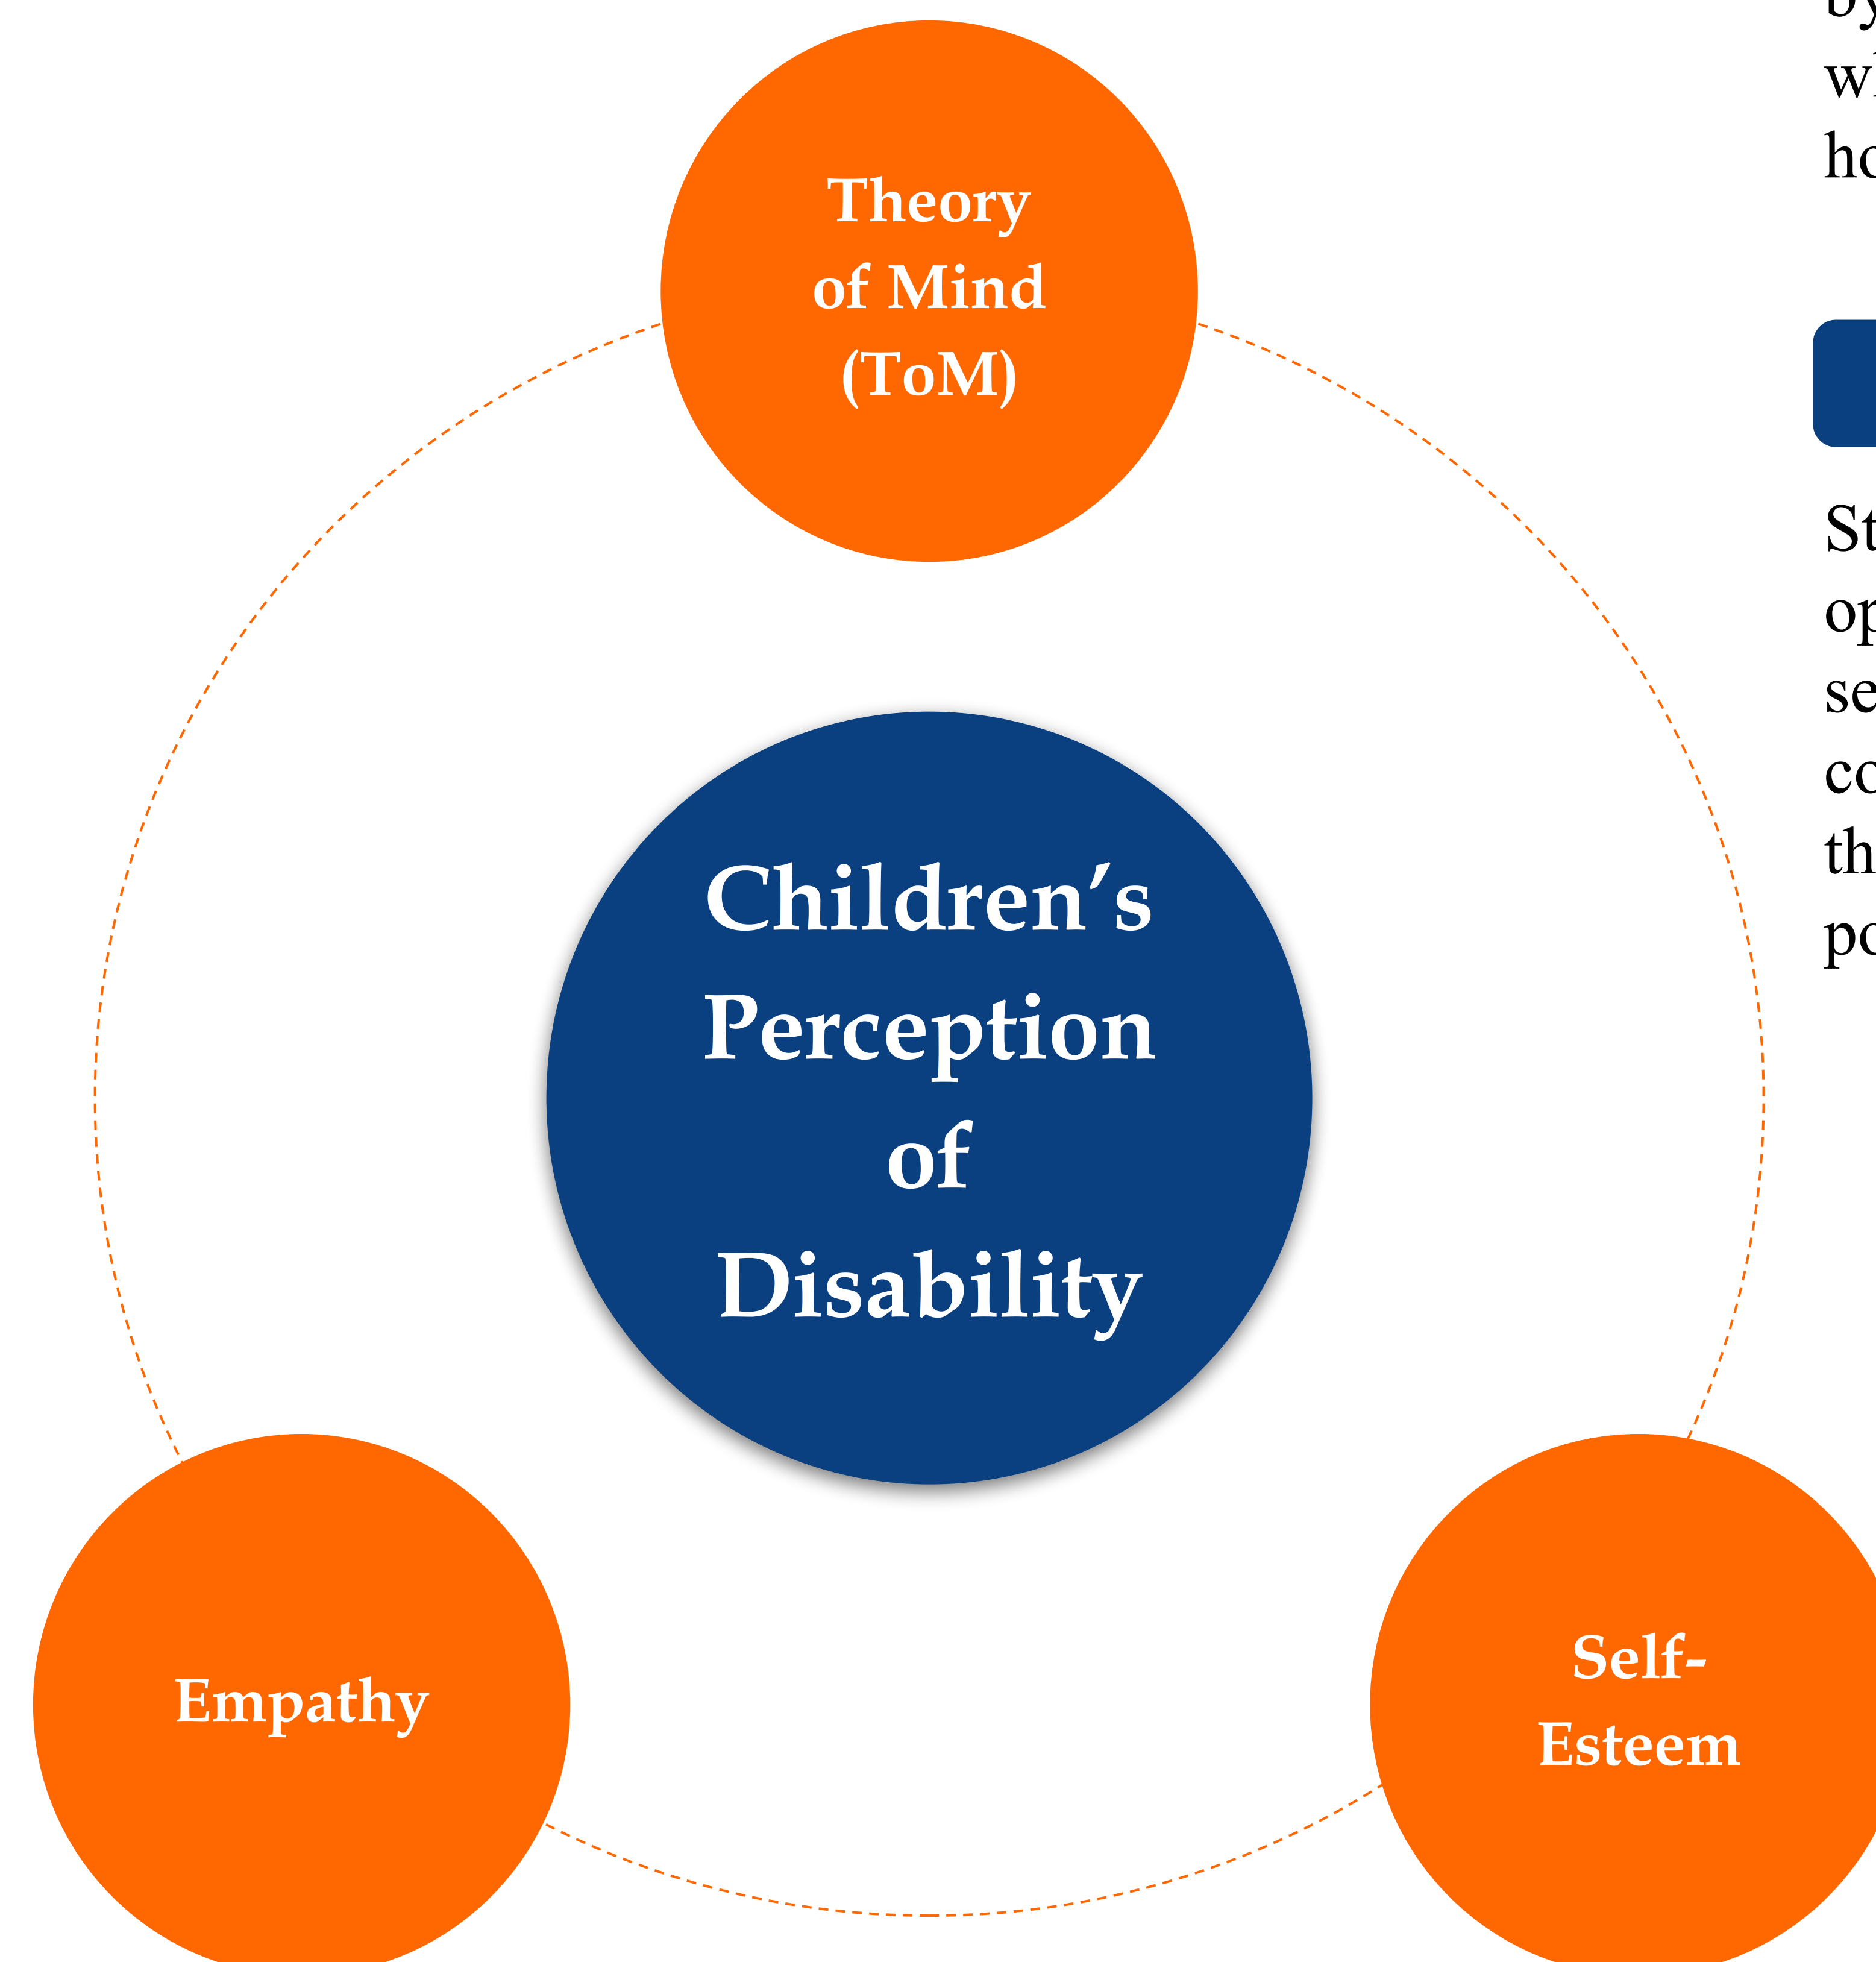 Theory
of Mind
(ToM)
Children’s
Perception
of
Disability
Empathy
Self-
Esteem